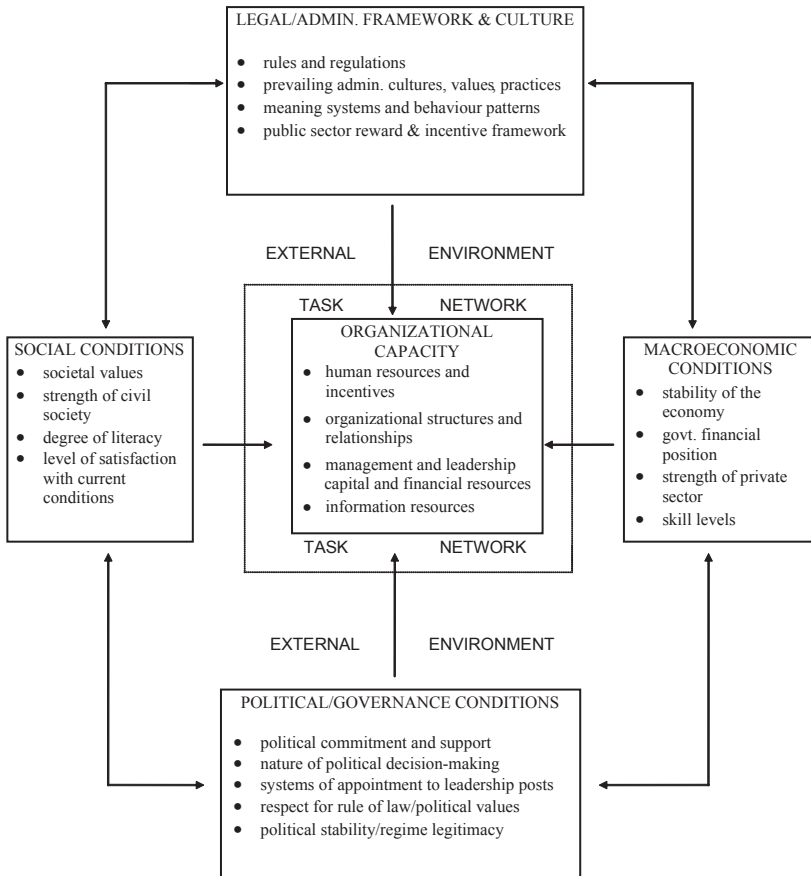 LEGAL/ADMIN. FRAMEWORK & CULTURE
● rules and regulations
● prevailing admin. cultures, values, practices
● meaning systems and behaviour patterns
● public sector reward & incentive framework
EXTERNAL ENVIRONMENT
TASK NETWORK
SOCIAL CONDITIONS
● societal values
● strength of civil
society
● degree of literacy
● level of satisfaction
with current
conditions
ORGANIZATIONAL
CAPACITY
● human resources and
incentives
● organizational structures and
relationships
● management and leadership
capital and financial resources
● information resources
MACROECONOMIC
CONDITIONS
● stability of the
economy
● govt. financial
position
● strength of private
sector
● skill levels
TASK NETWORK
EXTERNAL ENVIRONMENT
POLITICAL/GOVERNANCE CONDITIONS
● political commitment and support
● nature of political decision-making
● systems of appointment to leadership posts
● respect for rule of law/political values
● political stability/regime legitimacy